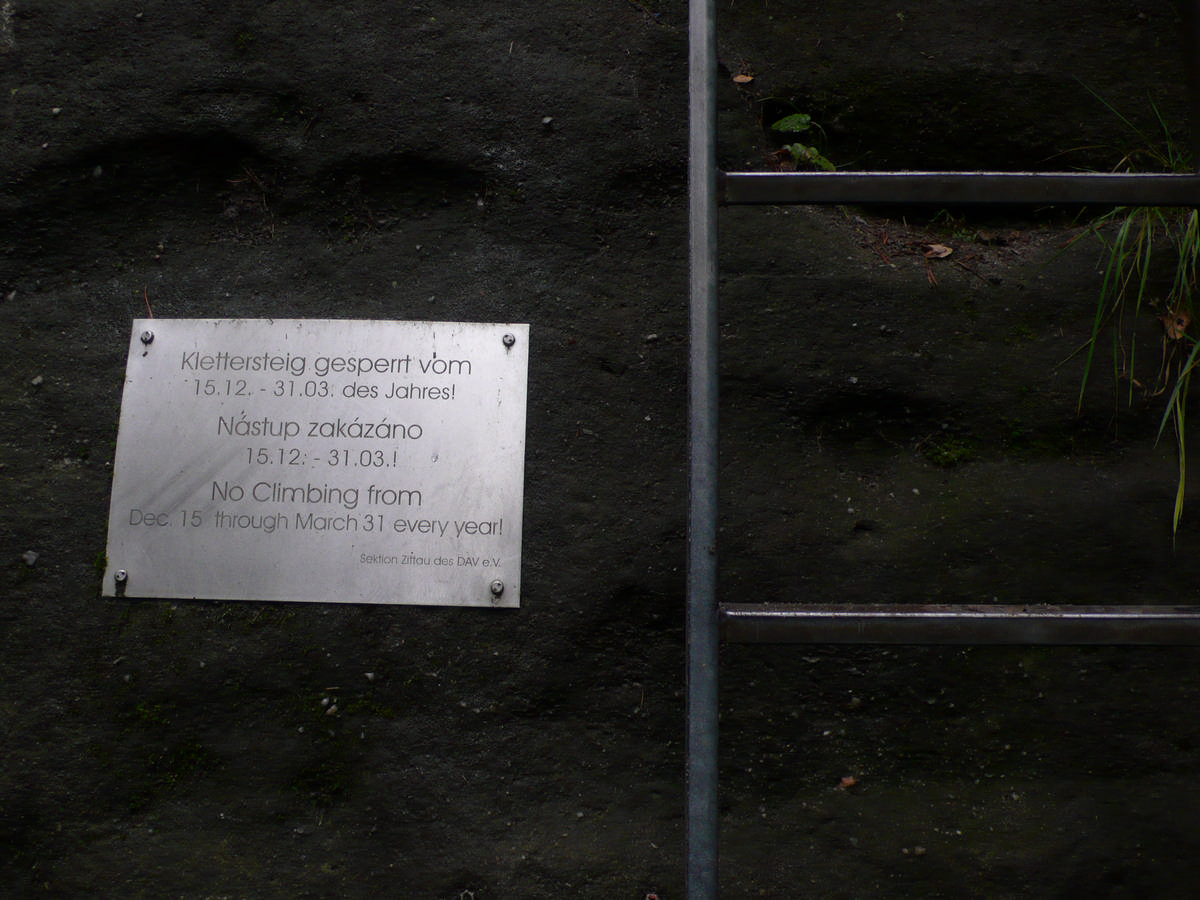 Klettersteig gesperrt vom
15.12. - 31.03. des Jahres!
Nástup zakázáno
15.12. - 31.03.!
No Climbing from
Dec. 15 through March 31 every year!
Sektion Zittau des DAV e.V.